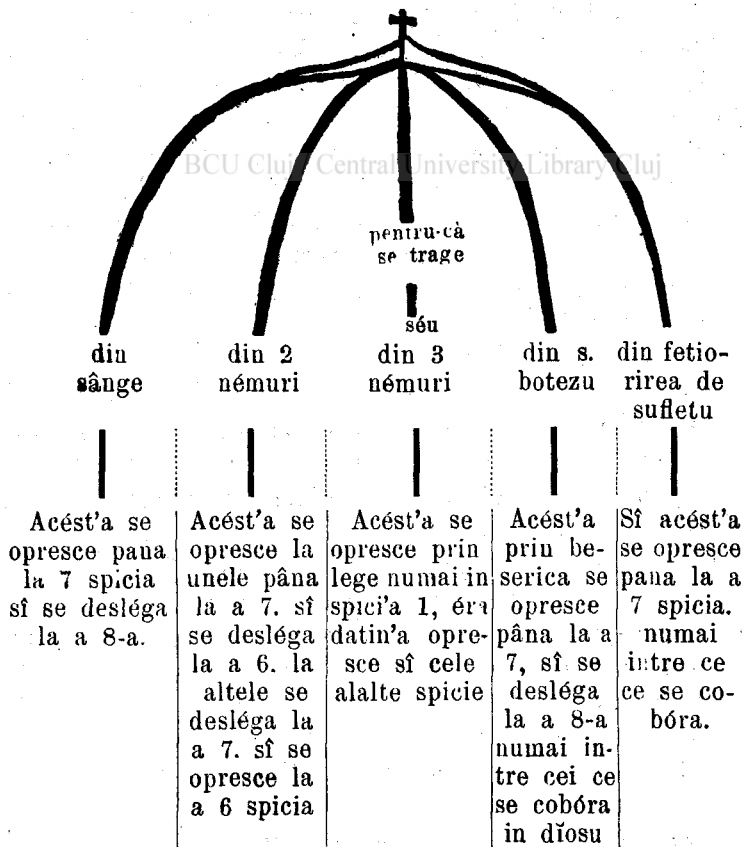 BCU Cluj / Central University Library Cluj
pentru-cà
se trage
séu
din
sânge
din 2
némuri
din 3
némuri
din s.
botezu
din fetio-
rirea de
sufletu
Acést'a se
opresce pana
la 7 spicia
sî se desléga
la a 8-a.
Acést'a se
opresce la
unele pâna
la a 7. sî
se desléga
la a 6. la
altele se
desléga la
a 7. sî se
opresce la
a 6 spicia
Acést'a se
opresce prin
lege numai in
spici'a 1, ér
datin'a opre-
sce sî cele
alalte spicie
Acést'a
prin be-
serica se
opresce
pâna la a
7, sî se
desléga
la a 8-a
numai in-
tre cei ce
se cobóra
in dĭosu
Sî acést'a
se opresce
pana la a
7 spicia.
numai
intre ce
ce se co-
bóra.